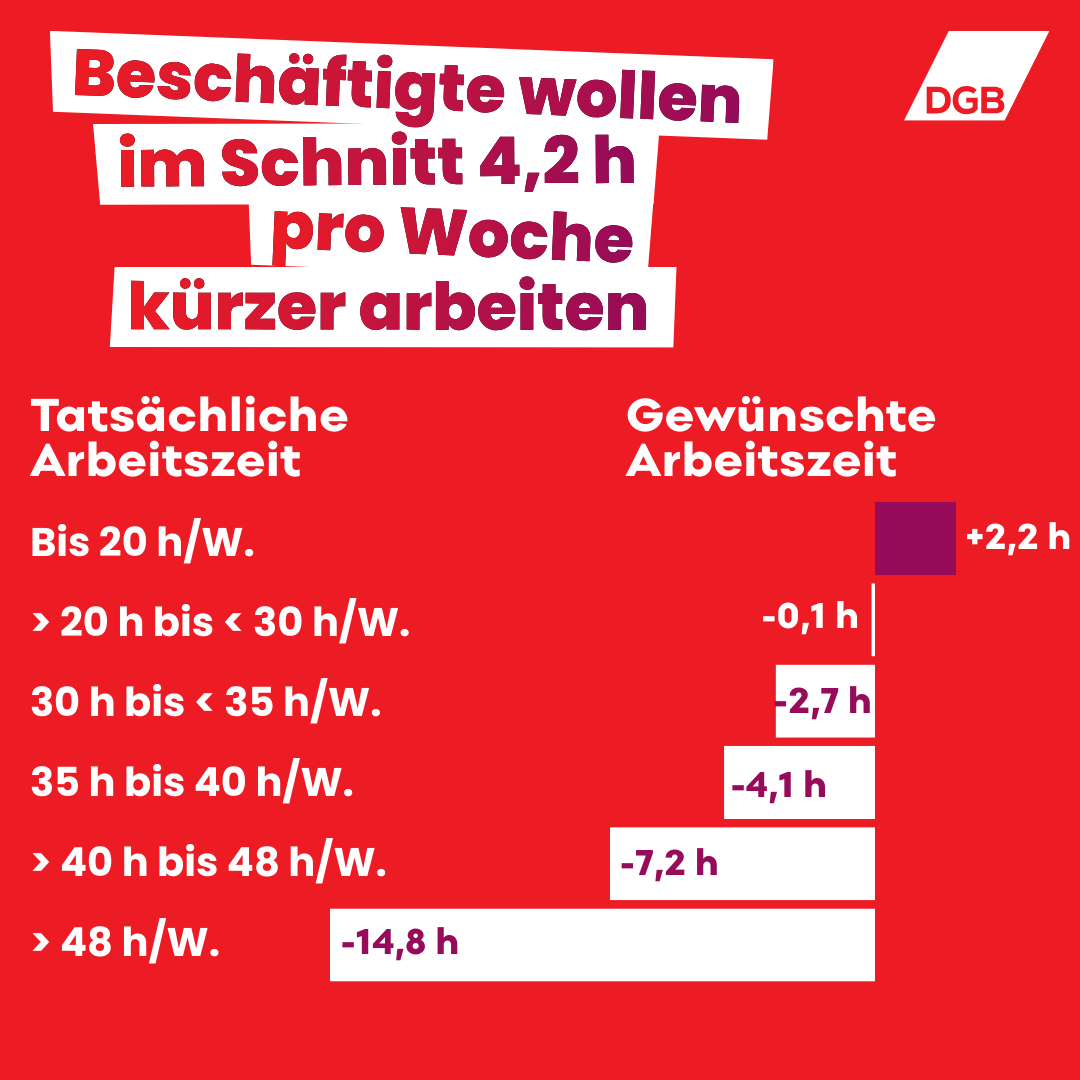 Beschäftigte wollen
im Schnitt 4,2 h
pro Woche
kürzer arbeiten
DGB
Tatsächliche
Arbeitszeit
Gewünschte
Arbeitszeit
Bis 20 h/W.
+2,2 h
> 20 h bis < 30 h/W.
-0,1 h
30 h bis < 35 h/W.
-2,7 h
35 h bis 40 h/W.
-4,1 h
> 40 h bis 48 h/W.
-7,2 h
> 48 h/W.
-14,8 h